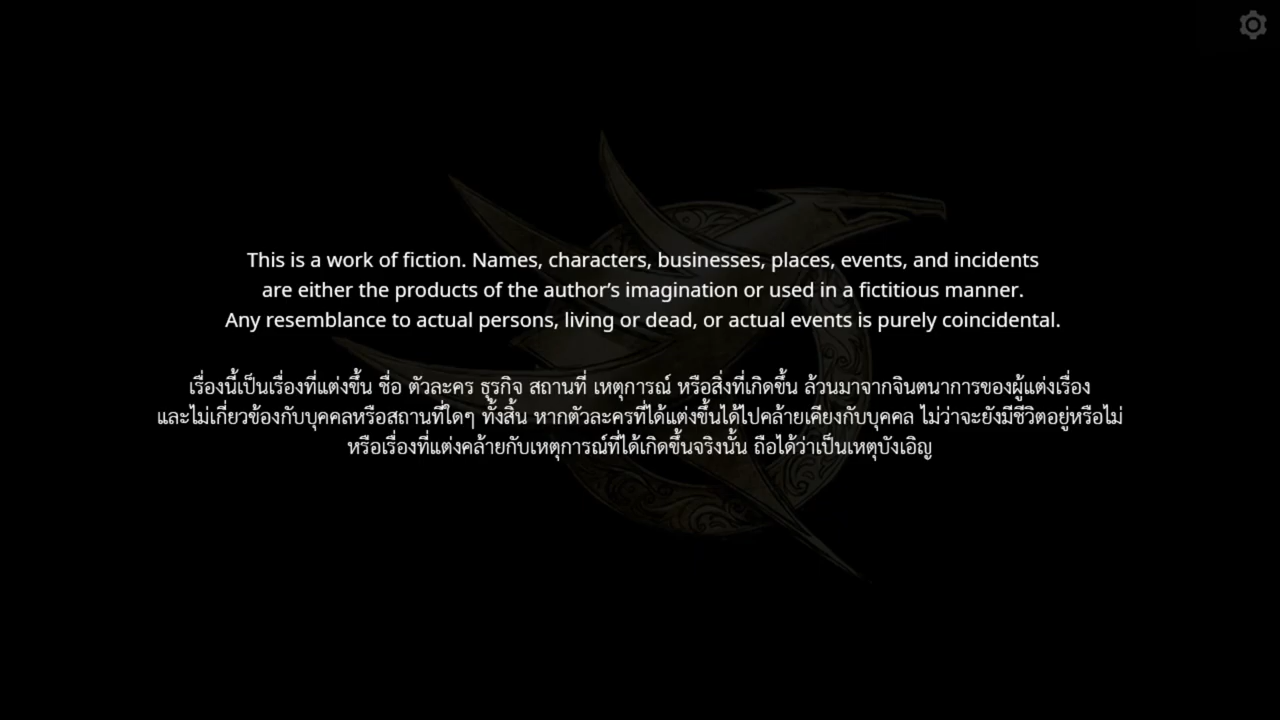 This is a work of fiction. Names, characters, businesses, places, events, and incidents
are either the products of the author’s imagination or used in a fictitious manner.
Any resemblance to actual persons, living or dead, or actual events is purely coincidental.
เรื่องนี้เป็นเรื่องที่แต่งขึ้น ชื่อ ตัวละคร ธุรกิจ สถานที่ เหตุการณ์ หรือสิ่งที่เกิดขึ้น ล้วนมาจากจินตนาการของผู้แต่งเรื่อง
และไม่เกี่ยวข้องกับบุคคลหรือสถานที่ใดๆ ทั้งสิ้น หากตัวละครที่ได้แต่งขึ้นได้ไปคล้ายเคียงกับบุคคล ไม่ว่าจะยังมีชีวิตอยู่หรือไม่
หรือเรื่องที่แต่งคล้ายกับเหตุการณ์ที่ได้เกิดขึ้นจริงนั้น ถือได้ว่าเป็นเหตุบังเอิญ